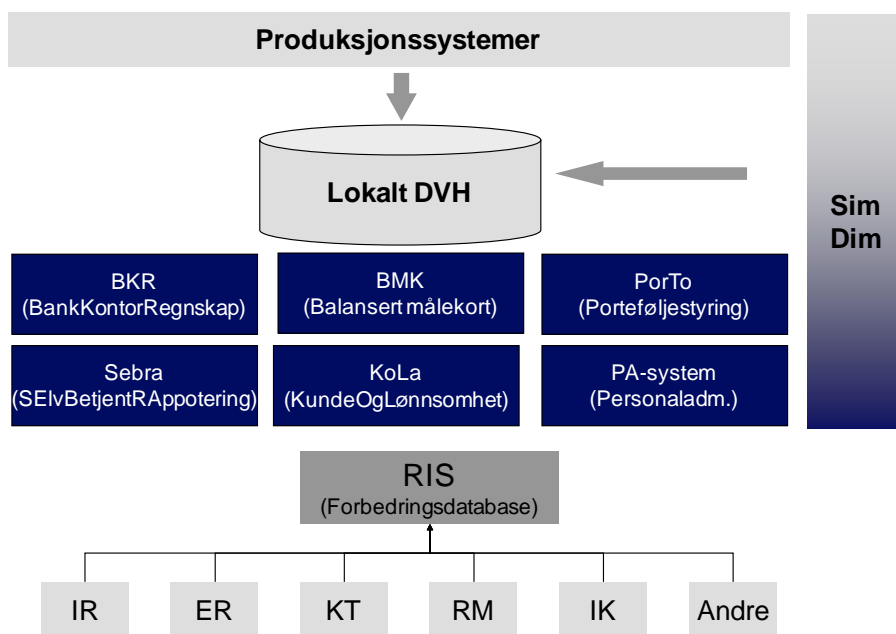 Produksjonssystemer
Lokalt DVH
Sim
Dim
BKR
(BankKontorRegnskap)
BMK
(Balansert målekort)
PorTo
(Porteføljestyring)
Sebra
(SElvBetjentRAppotering)
KoLa
(KundeOgLønnsomhet)
PA-system
(Personaladm.)
RIS
(Forbedringsdatabase)
IR
ER
KT
RM
IK
Andre